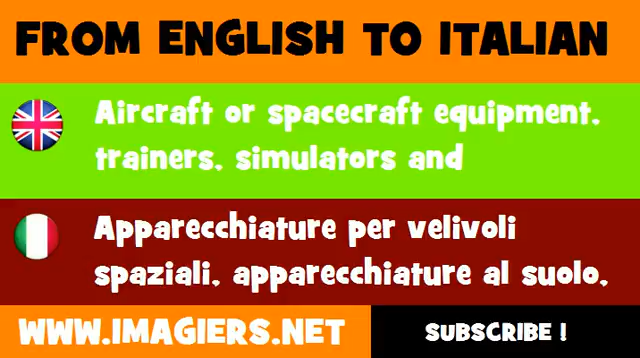 FROM ENGLISH TO ITALIAN
Aircraft or spacecraft equipment,
trainers, simulators and
Apparecchiature per velivoli
spaziali, apparecchiature al suolo,
WWW.IMAGIERS.NET
SUBSCRIBE !